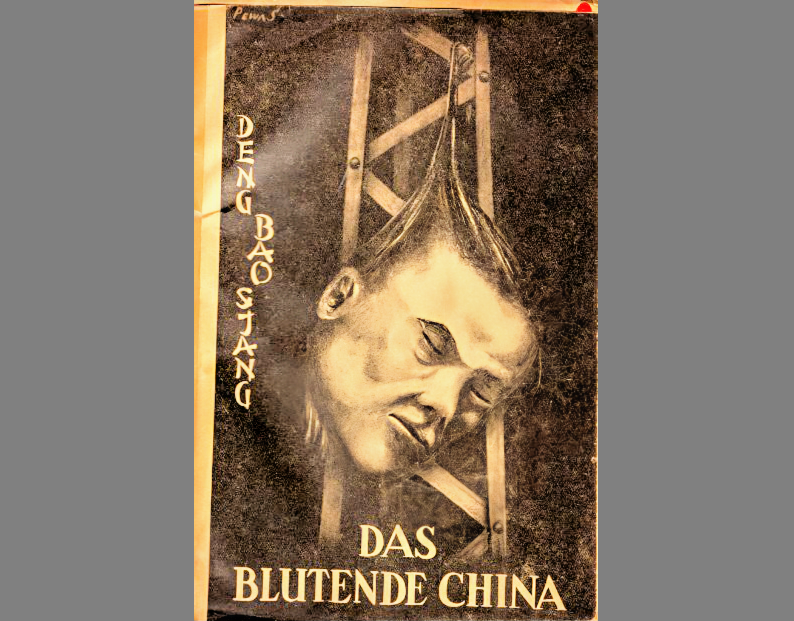 Pewas
DENG
BAO
SJANG
DAS
BLUTENDE CHINA